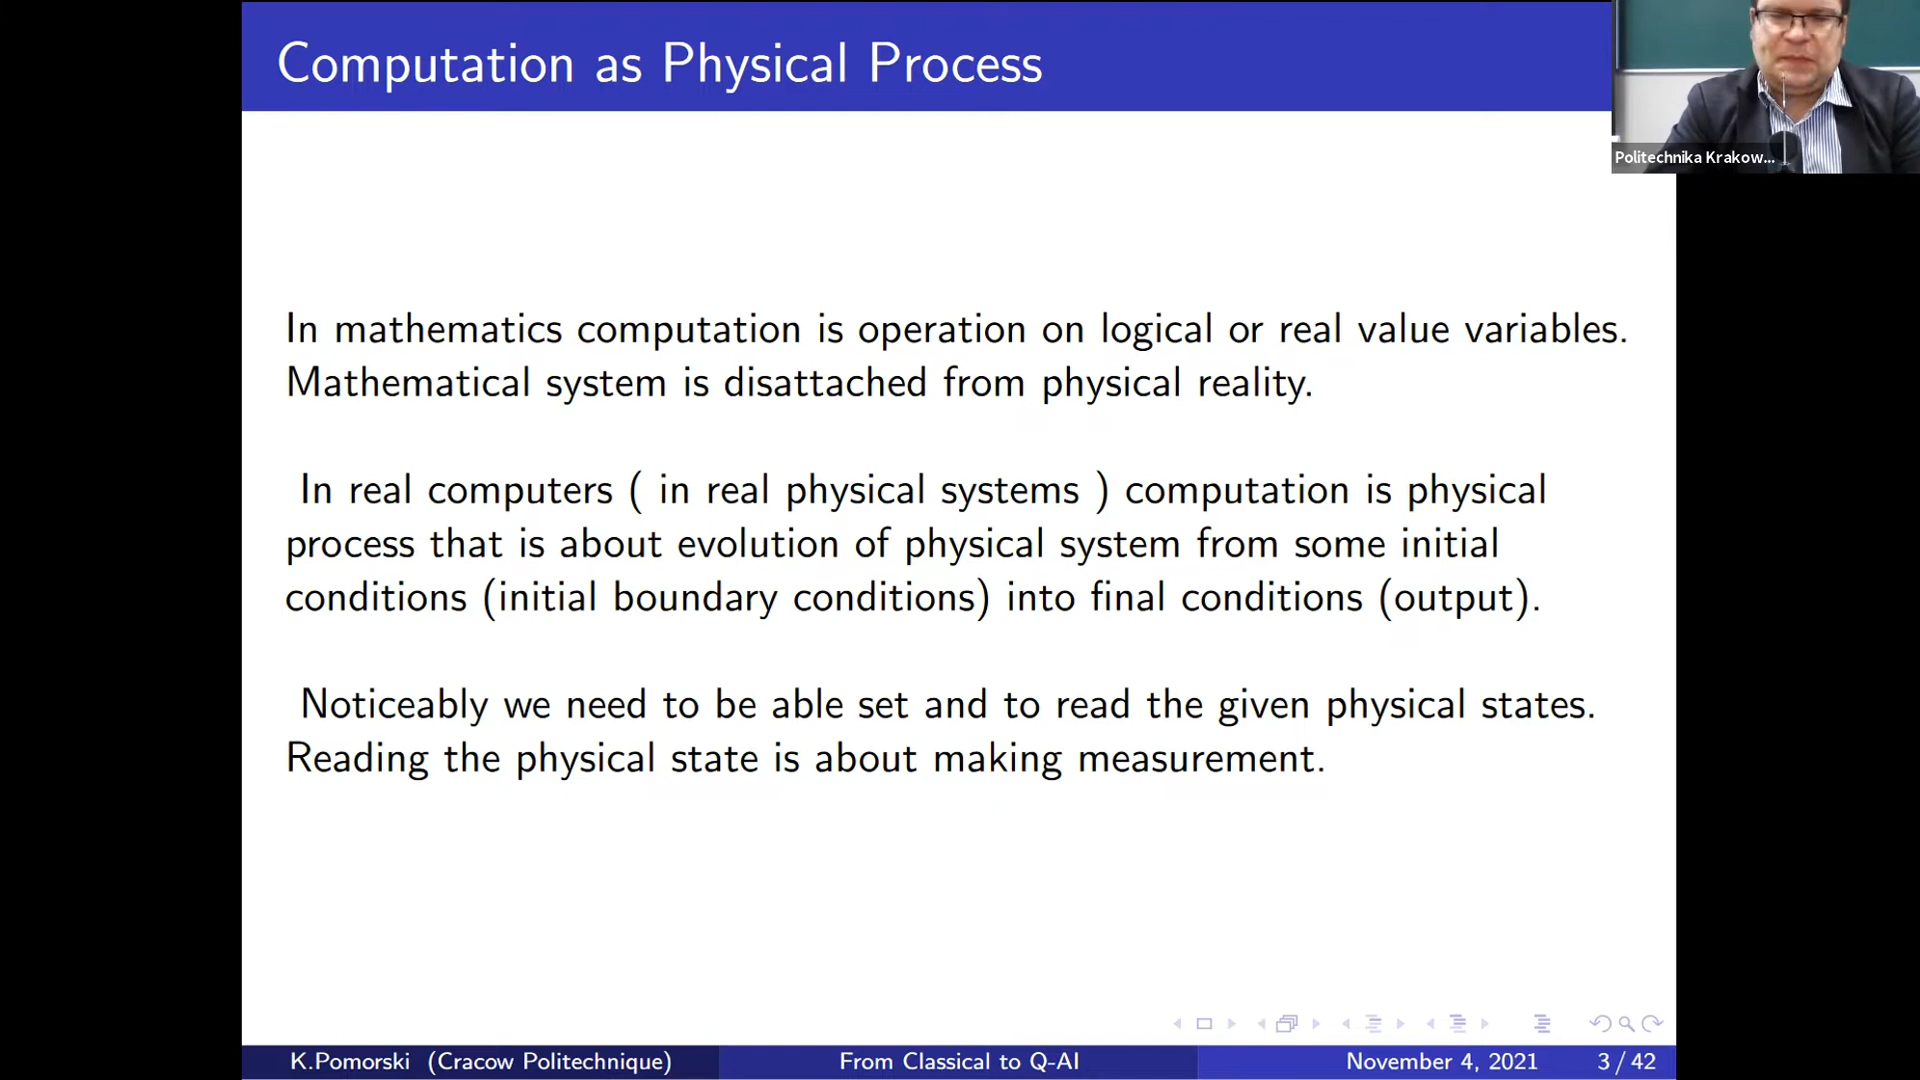 Computation as Physical Process
Politechnika Krakow...
In mathematics computation is operation on logical or real value variables.
Mathematical system is disattached from physical reality.
In real computers ( in real physical systems ) computation is physical
process that is about evolution of physical system from some initial
conditions (initial boundary conditions) into final conditions (output).
Noticeably we need to be able set and to read the given physical states.
Reading the physical state is about making measurement.
K.Pomorski (Cracow Politechnique)
From Classical to Q-AI
November 4, 2021
3 / 42